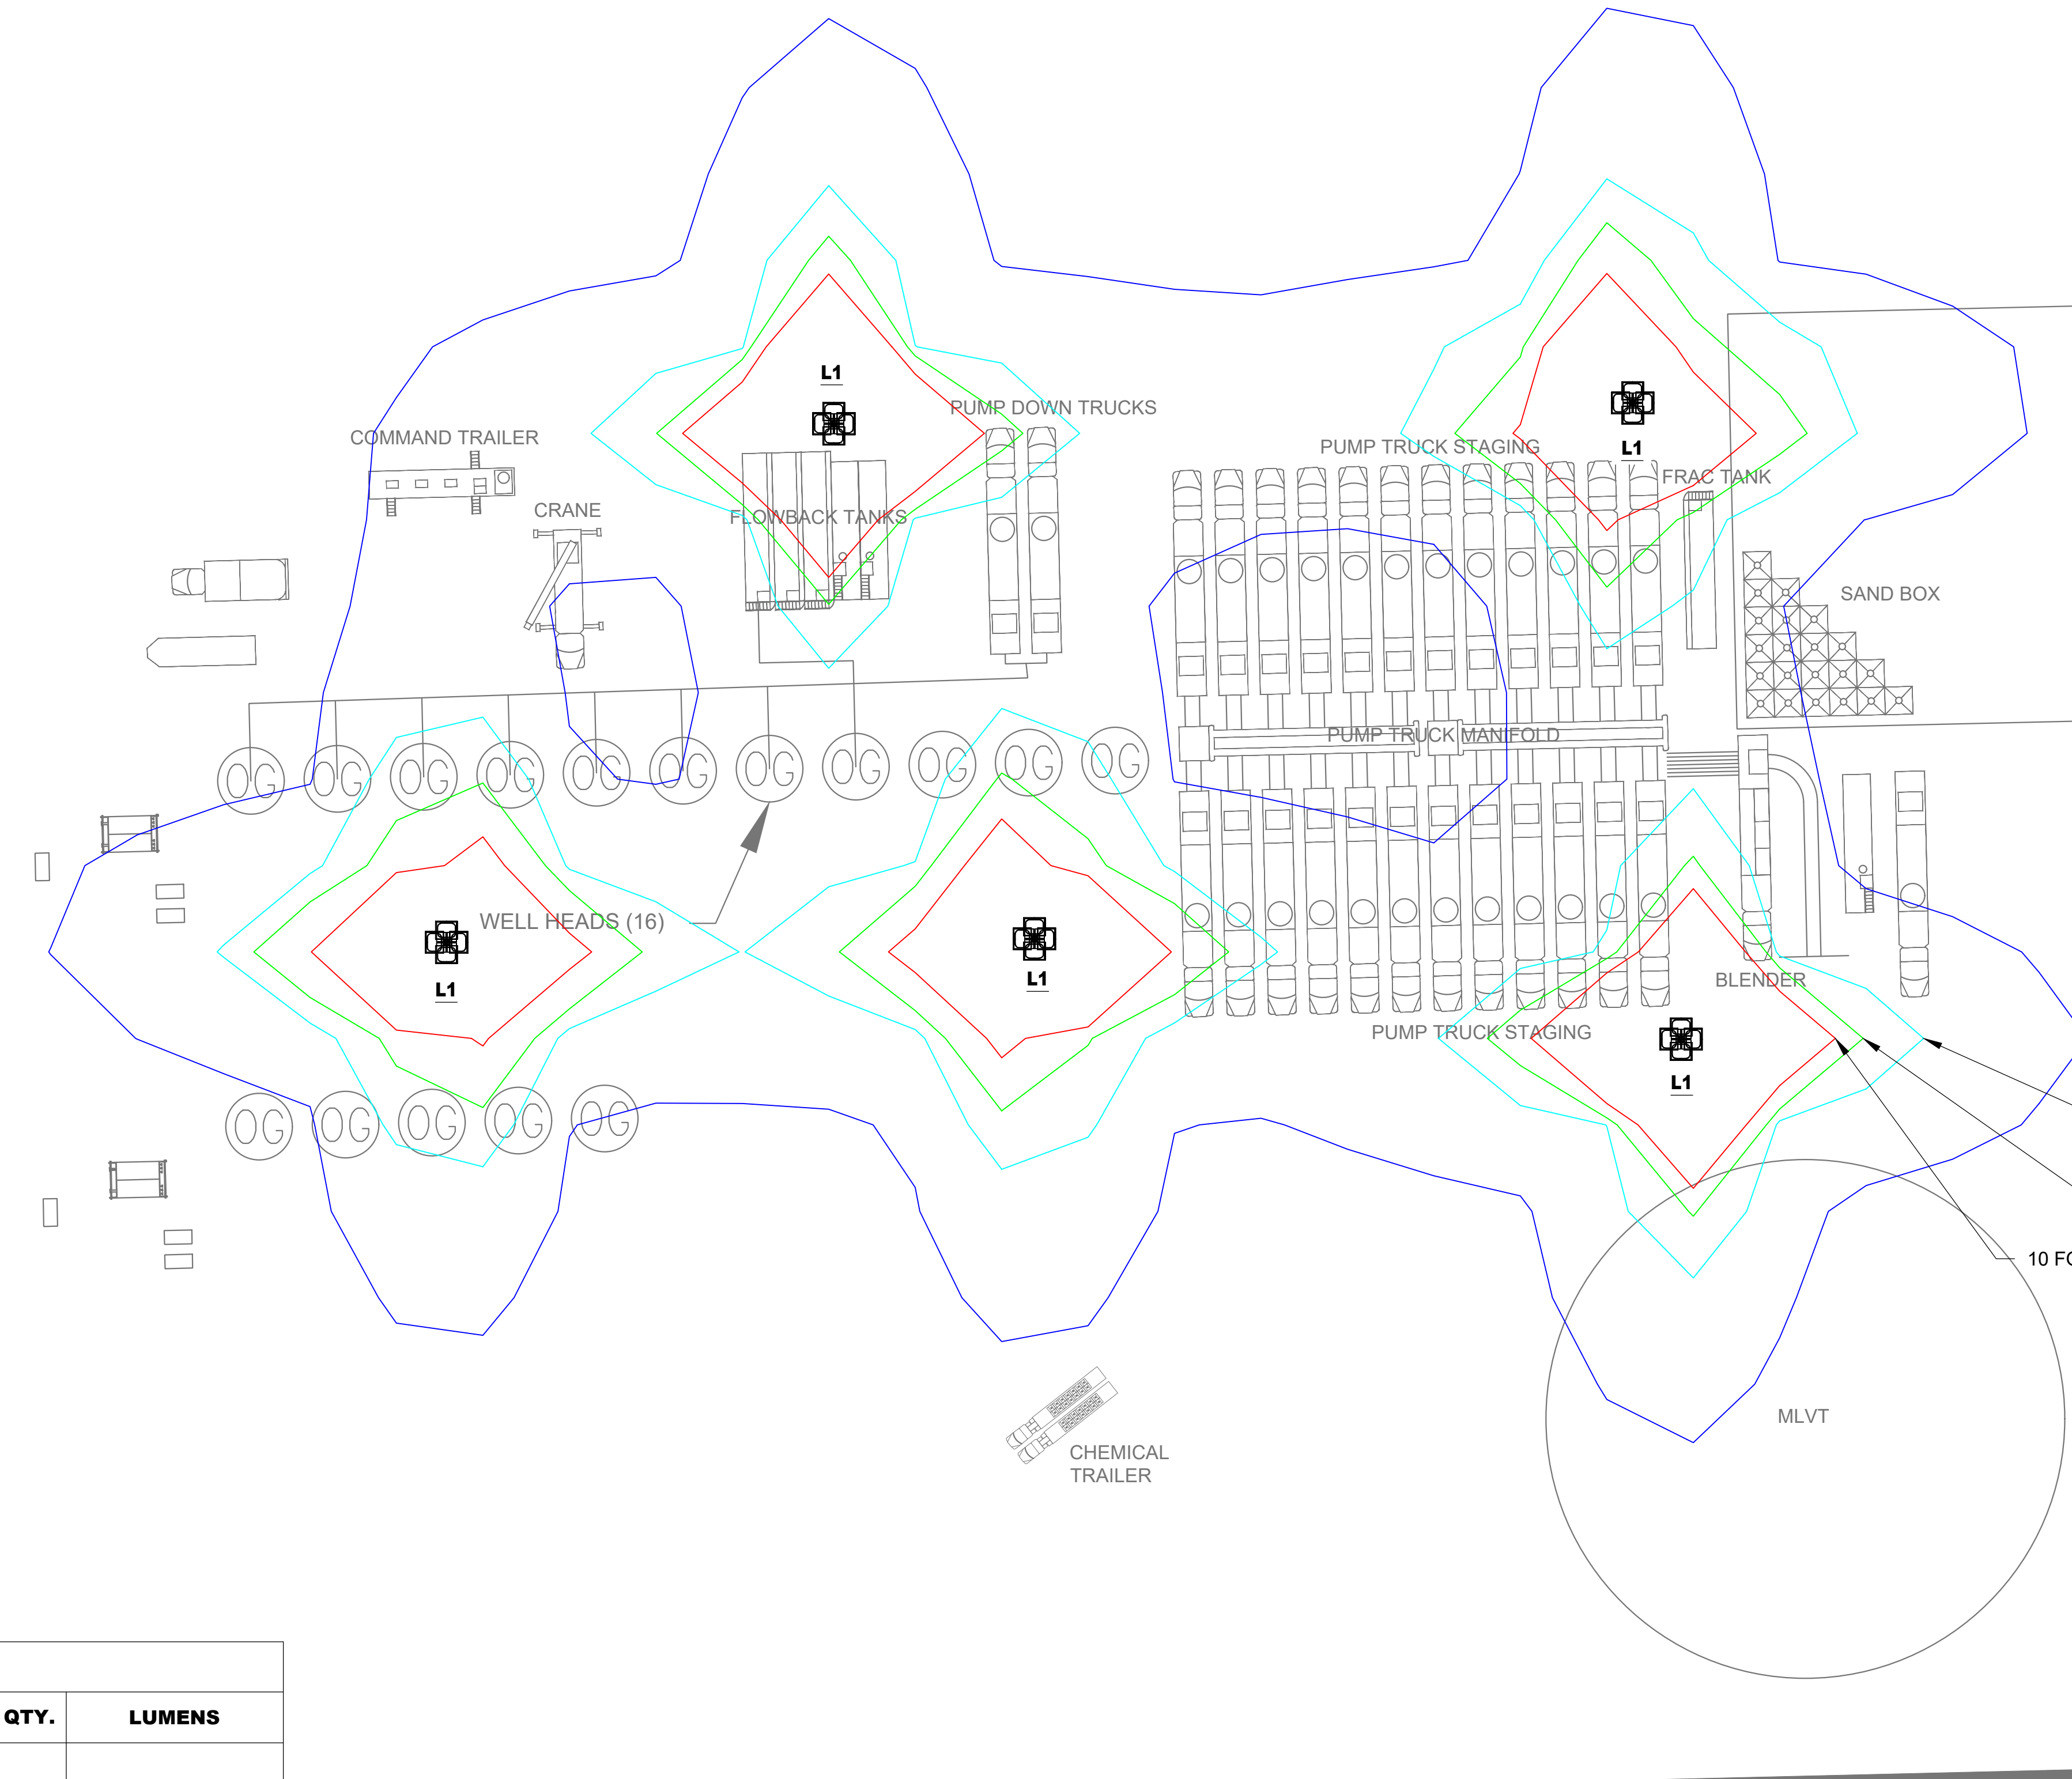 L1
PUMP DOWN TRUCKS
COMMAND TRAILER
PUMP TRUCK STAGING
L1
FRAC TANK
CRANE
FLOWBACK TANKS
SAND BOX
PUMP TRUCK MANIFOLD
OG OG OG OG OG OG OG OG OG OG OG
WELL HEADS (16)
L1
L1
BLENDER
PUMP TRUCK STAGING
L1
OG OG OG OG OG
10 FC
MLVT
CHEMICAL
TRAILER
QTY.
LUMENS